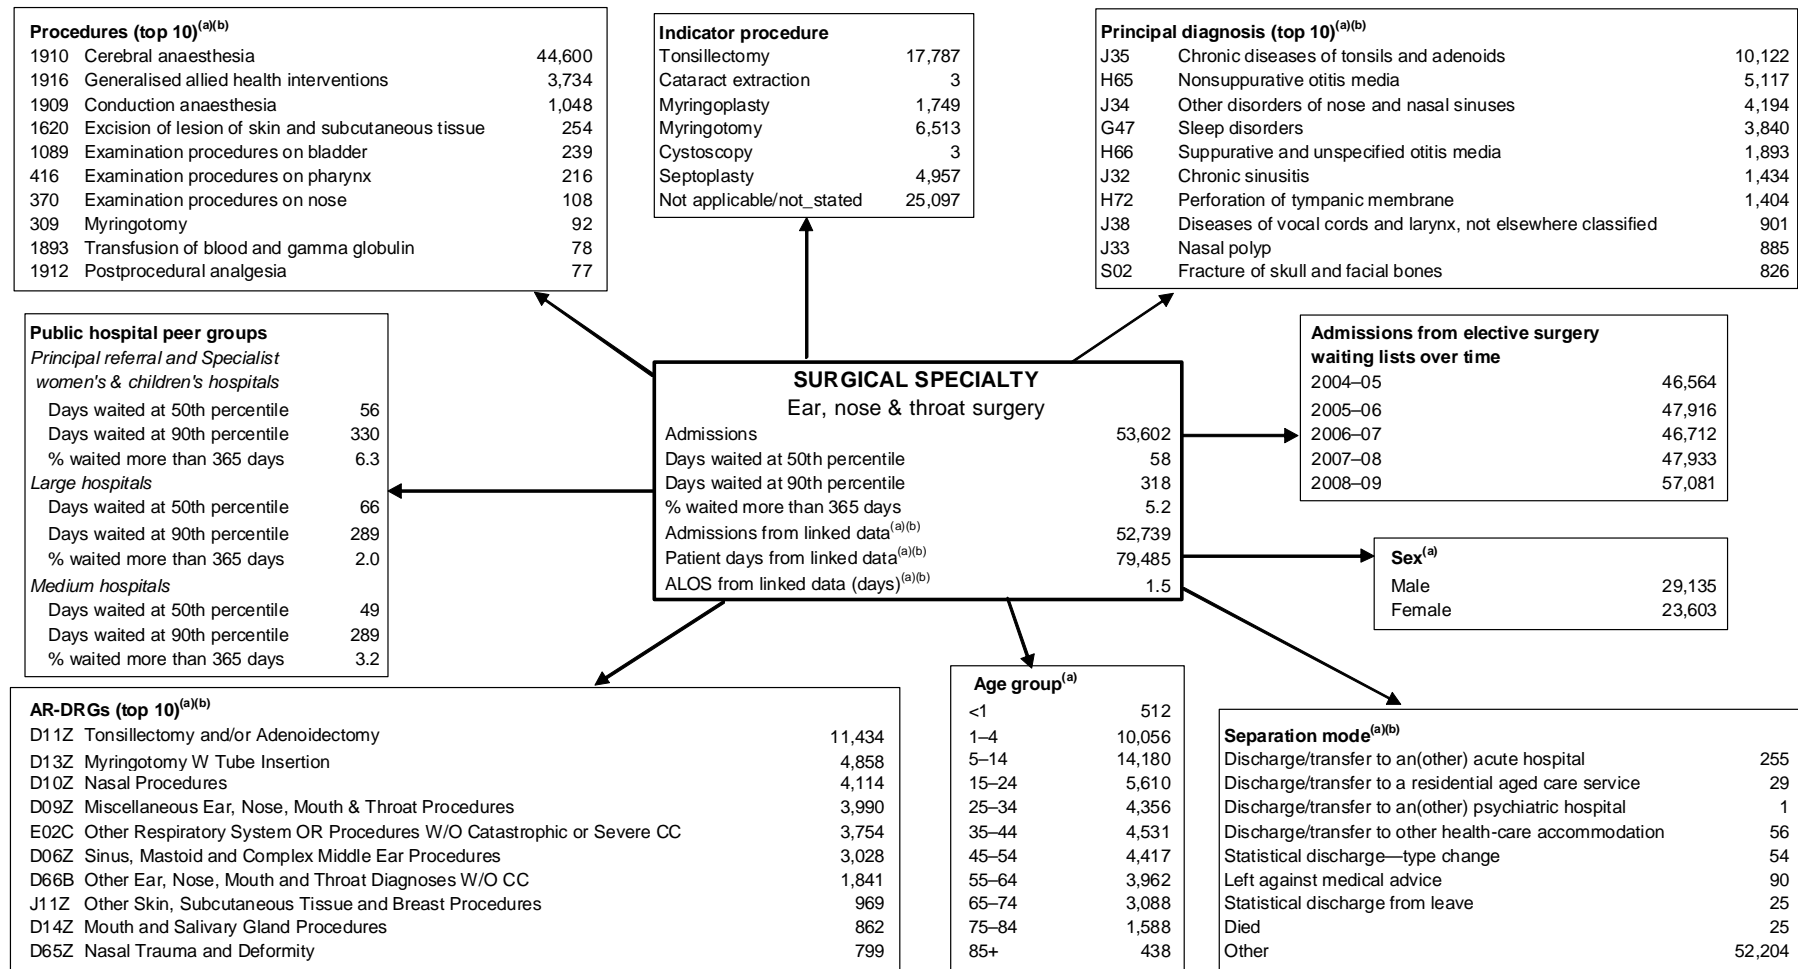 Procedures (top 10)(a)(b)
1910 Cerebral anaesthesia 44,600
1916 Generalised allied health interventions 3,734
1909 Conduction anaesthesia 1,048
1620 Excision of lesion of skin and subcutaneous tissue 254
1089 Examination procedures on bladder 239
416 Examination procedures on pharynx 216
370 Examination procedures on nose 108
309 Myringotomy 92
1893 Transfusion of blood and gamma globulin 78
1912 Postprocedural analgesia 77
Indicator procedure
Tonsillectomy 17,787
Cataract extraction 3
Myringoplasty 1,749
Myringotomy 6,513
Cystoscopy 3
Septoplasty 4,957
Not applicable/not_stated 25,097
Principal diagnosis (top 10)(a)(b)
J35 Chronic diseases of tonsils and adenoids 10,122
H65 Nonsuppurative otitis media 5,117
J34 Other disorders of nose and nasal sinuses 4,194
G47 Sleep disorders 3,840
H66 Suppurative and unspecified otitis media 1,893
J32 Chronic sinusitis 1,434
H72 Perforation of tympanic membrane 1,404
J38 Diseases of vocal cords and larynx, not elsewhere classified 901
J33 Nasal polyp 885
S02 Fracture of skull and facial bones 826
Public hospital peer groups
Principal referral and Specialist
women's & children's hospitals
Days waited at 50th percentile 56
Days waited at 90th percentile 330
% waited more than 365 days 6.3
Large hospitals
Days waited at 50th percentile 66
Days waited at 90th percentile 289
% waited more than 365 days 2.0
Medium hospitals
Days waited at 50th percentile 49
Days waited at 90th percentile 289
% waited more than 365 days 3.2
SURGICAL SPECIALTY
Ear, nose & throat surgery
Admissions 53,602
Days waited at 50th percentile 58
Days waited at 90th percentile 318
% waited more than 365 days 5.2
Admissions from linked data(a)(b) 52,739
Patient days from linked data(a)(b) 79,485
ALOS from linked data (days)(a)(b) 1.5
Admissions from elective surgery
waiting lists over time
2004–05 46,564
2005–06 47,916
2006–07 46,712
2007–08 47,933
2008–09 57,081
Sex(a)
Male 29,135
Female 23,603
AR-DRGs (top 10)(a)(b)
D11Z Tonsillectomy and/or Adenoidectomy 11,434
D13Z Myringotomy W Tube Insertion 4,858
D10Z Nasal Procedures 4,114
D09Z Miscellaneous Ear, Nose, Mouth & Throat Procedures 3,990
E02C Other Respiratory System OR Procedures W/O Catastrophic or Severe CC 3,754
D06Z Sinus, Mastoid and Complex Middle Ear Procedures 3,028
D66B Other Ear, Nose, Mouth and Throat Diagnoses W/O CC 1,841
J11Z Other Skin, Subcutaneous Tissue and Breast Procedures 969
D14Z Mouth and Salivary Gland Procedures 862
D65Z Nasal Trauma and Deformity 799
Age group(a)
<1 512
1–4 10,056
5–14 14,180
15–24 5,610
25–34 4,356
35–44 4,531
45–54 4,417
55–64 3,962
65–74 3,088
75–84 1,588
85+ 438
Separation mode(a)(b)
Discharge/transfer to an(other) acute hospital 255
Discharge/transfer to a residential aged care service 29
Discharge/transfer to an(other) psychiatric hospital 1
Discharge/transfer to other health-care accommodation 56
Statistical discharge—type change 54
Left against medical advice 90
Statistical discharge from leave 25
Died 25
Other 52,204